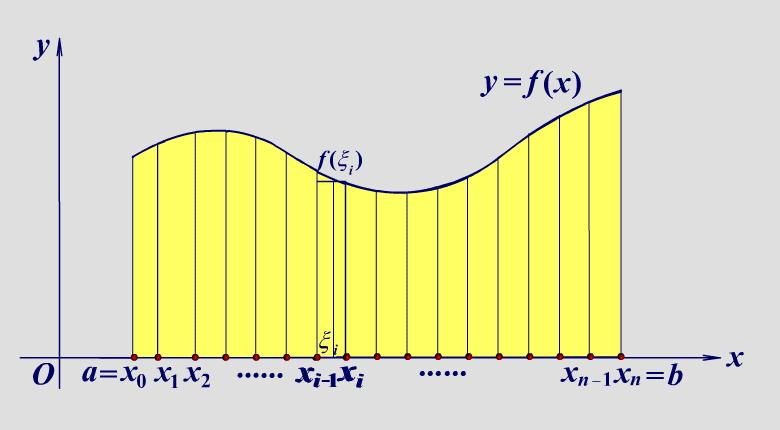 y
y = f(x)
f(ξᵢ)
ξᵢ
x
O a = x₀ x₁ x₂ ...... xᵢ₋₁ xᵢ ...... xₙ₋₁ xₙ = b